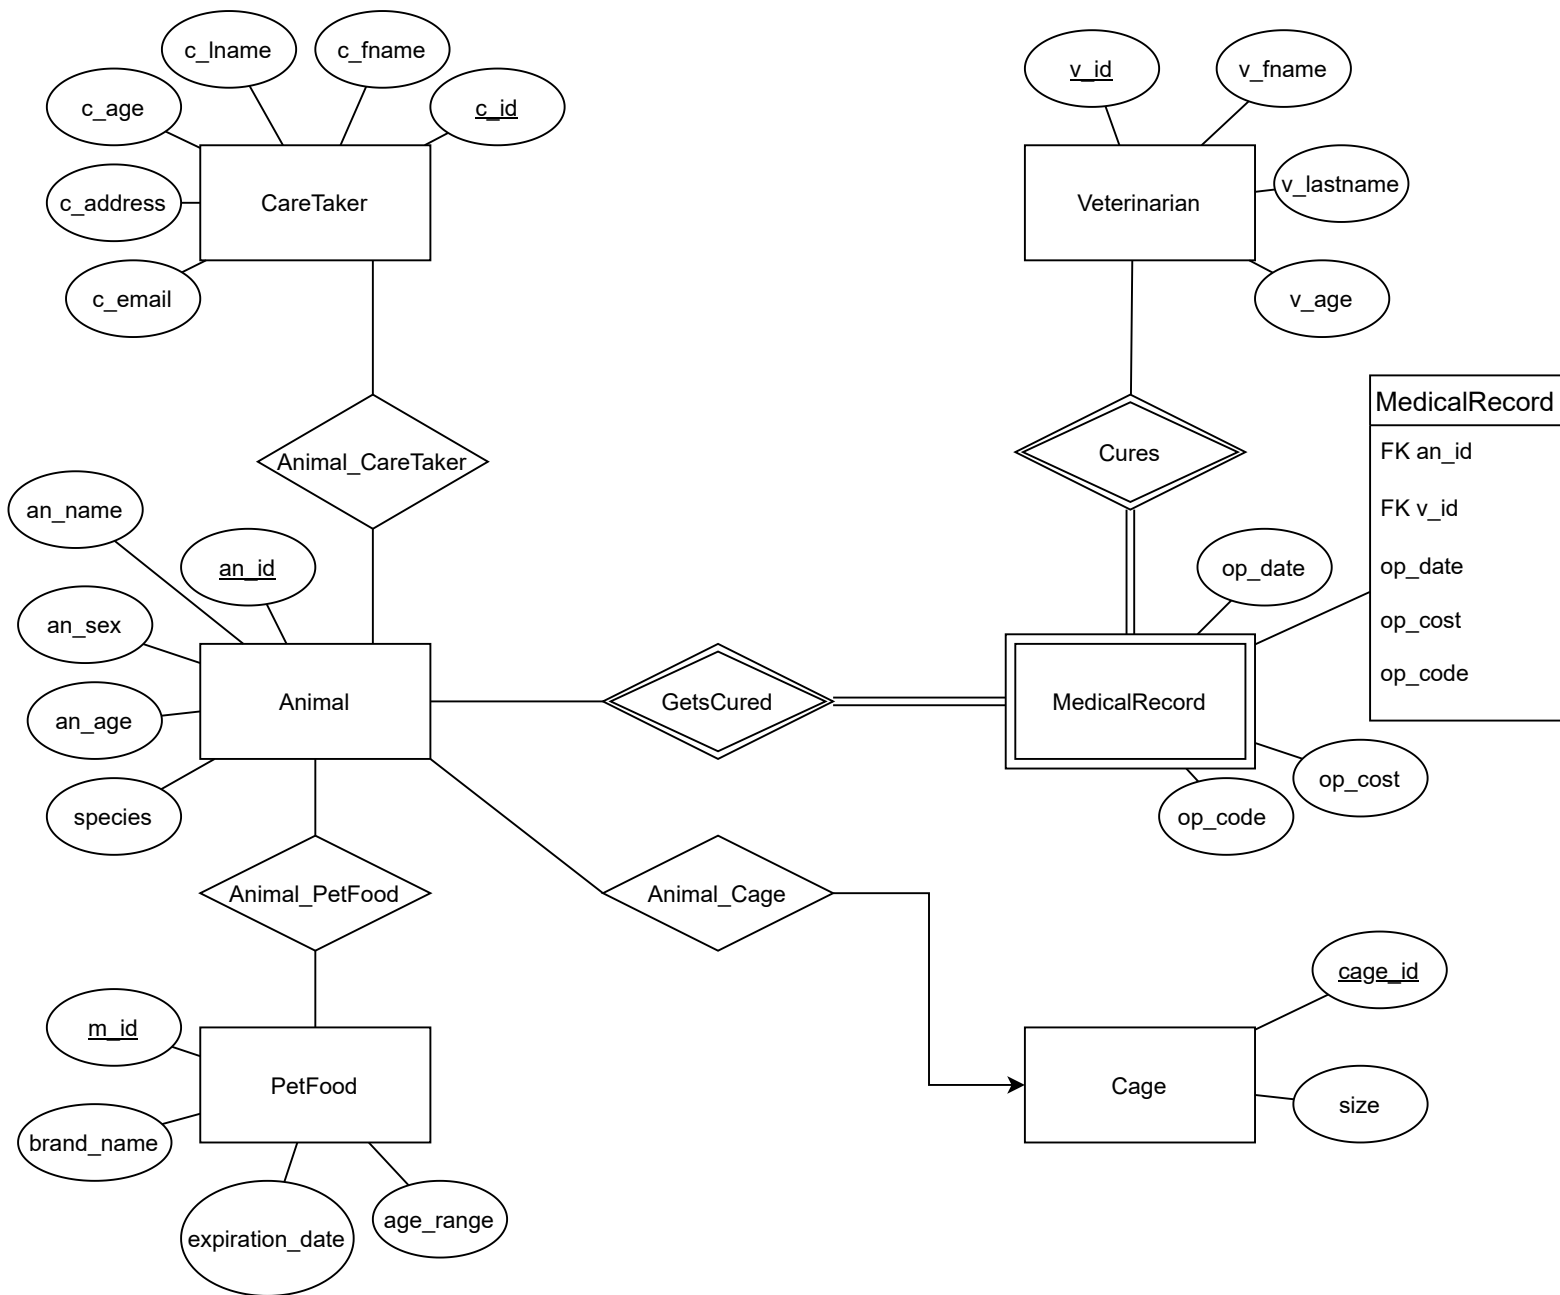 c_lname
c_fname
v_id
v_fname
c_age
c_id
c_address
CareTaker
Veterinarian
v_lastname
c_email
v_age
MedicalRecord
FK an_id
FK v_id
op_date
op_cost
op_code
Animal_CareTaker
Cures
an_name
an_id
op_date
an_sex
an_age
Animal
GetsCured
MedicalRecord
op_cost
species
op_code
Animal_PetFood
Animal_Cage
cage_id
m_id
PetFood
Cage
size
brand_name
expiration_date
age_range